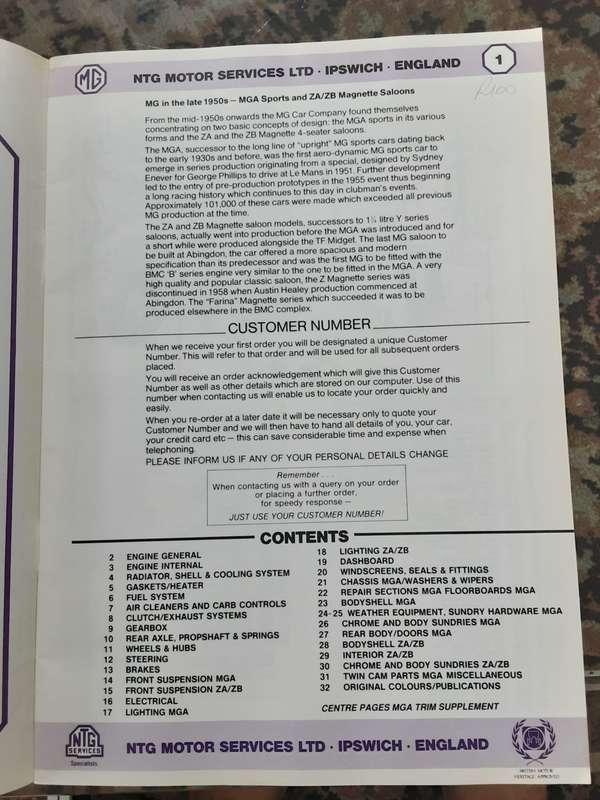 MG
NTG MOTOR SERVICES LTD · IPSWICH · ENGLAND
1
MG in the late 1950s – MGA Sports and ZA/ZB Magnette Saloons
From the mid-1950s onwards the MG Car Company found themselves
concentrating on two basic concepts of design: the MGA sports in its various
forms and the ZA and the ZB Magnette 4-seater saloons.
The MGA, successor to the long line of "upright" MG sports cars dating back
to the early 1930s and before, was the first aero-dynamic MG sports car to
emerge in series production originating from a special, designed by Sydney
Enever for George Phillips to drive at Le Mans in 1951. Further development
led to the entry of pre-production prototypes in the 1955 event thus beginning
a long racing history which continues to this day in clubman's events.
Approximately 101,000 of these cars were made which exceeded all previous
MG production at the time.
The ZA and ZB Magnette saloon models, successors to 1¼ litre Y series
saloons, actually went into production before the MGA was introduced and for
a short while were produced alongside the TF Midget. The last MG saloon to
be built at Abingdon, the car offered a more spacious and modern
specification than its predecessor and was the first MG to be fitted with the
BMC 'B' series engine very similar to the one to be fitted in the MGA. A very
high quality and popular classic saloon, the Z Magnette series was
discontinued in 1958 when Austin Healey production commenced at
Abingdon. The "Farina" Magnette series which succeeded it was to be
produced elsewhere in the BMC complex.
CUSTOMER NUMBER
When we receive your first order you will be designated a unique Customer
Number. This will refer to that order and will be used for all subsequent orders
placed.
You will receive an order acknowledgement which will give this Customer
Number as well as other details which are stored on our computer. Use of this
number when contacting us will enable us to locate your order quickly and
easily.
When you re-order at a later date it will be necessary only to quote your
Customer Number and we will then have to hand all details of you, your car,
your credit card etc – this can save considerable time and expense when
telephoning.
PLEASE INFORM US IF ANY OF YOUR PERSONAL DETAILS CHANGE
Remember . . .
When contacting us with a query on your order
or placing a further order,
for speedy response –
JUST USE YOUR CUSTOMER NUMBER!
CONTENTS
2 ENGINE GENERAL
3 ENGINE INTERNAL
4 RADIATOR, SHELL & COOLING SYSTEM
5 GASKETS/HEATER
6 FUEL SYSTEM
7 AIR CLEANERS AND CARB CONTROLS
8 CLUTCH/EXHAUST SYSTEMS
9 GEARBOX
10 REAR AXLE, PROPSHAFT & SPRINGS
11 WHEELS & HUBS
12 STEERING
13 BRAKES
14 FRONT SUSPENSION MGA
15 FRONT SUSPENSION ZA/ZB
16 ELECTRICAL
17 LIGHTING MGA
18 LIGHTING ZA/ZB
19 DASHBOARD
20 WINDSCREENS, SEALS & FITTINGS
21 CHASSIS MGA/WASHERS & WIPERS
22 REPAIR SECTIONS MGA FLOORBOARDS MGA
23 BODYSHELL MGA
24-25 WEATHER EQUIPMENT, SUNDRY HARDWARE MGA
26 CHROME AND BODY SUNDRIES MGA
27 REAR BODY/DOORS MGA
28 BODYSHELL ZA/ZB
29 INTERIOR ZA/ZB
30 CHROME AND BODY SUNDRIES ZA/ZB
31 TWIN CAM PARTS MGA MISCELLANEOUS
32 ORIGINAL COLOURS/PUBLICATIONS
CENTRE PAGES MGA TRIM SUPPLEMENT
NTG
SERVICES
Specialists
NTG MOTOR SERVICES LTD · IPSWICH · ENGLAND
BRITISH MOTOR
HERITAGE APPROVED